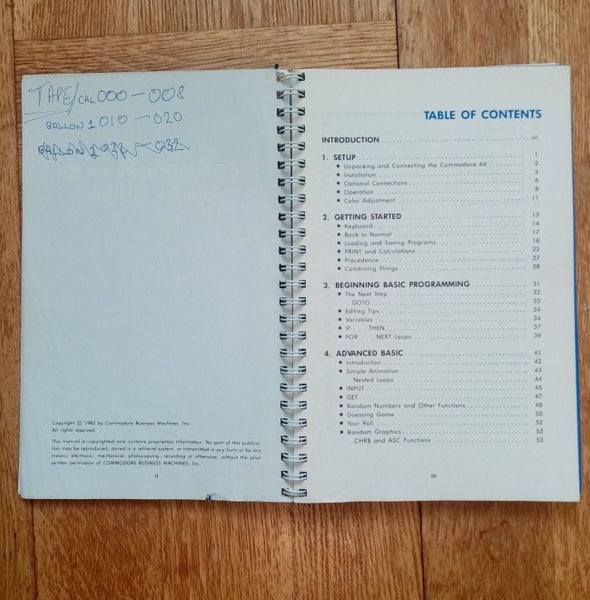 TAPE/CAL 000-008
BALLON 1 010-020
Copyright © 1982 by Commodore Business Machines, Inc.
All rights reserved.
This manual is copyrighted and contains proprietary information. No part of this publica-
tion may be reproduced, stored in a retrieval system, or transmitted in any form or by any
means, electronic, mechanical, photocopying, recording or otherwise, without the prior
written permission of COMMODORE BUSINESS MACHINES, Inc.
ii
TABLE OF CONTENTS
INTRODUCTION vii
1. SETUP 1
● Unpacking and Connecting the Commodore 64 2
● Installation 3
● Optional Connections 6
● Operation 8
● Color Adjustment 11
2. GETTING STARTED 13
● Keyboard 14
● Back to Normal 17
● Loading and Saving Programs 18
● PRINT and Calculations 22
● Precedence 27
● Combining Things 28
3. BEGINNING BASIC PROGRAMMING 31
● The Next Step 32
GOTO 33
● Editing Tips 34
● Variables 34
● IF . . . THEN 37
● FOR . . . NEXT Loops 39
4. ADVANCED BASIC 41
● Introduction 42
● Simple Animation 43
Nested Loops 44
● INPUT 45
● GET 47
● Random Numbers and Other Functions 48
● Guessing Game 50
● Your Roll 52
● Random Graphics 53
CHR$ and ASC Functions 53
iii